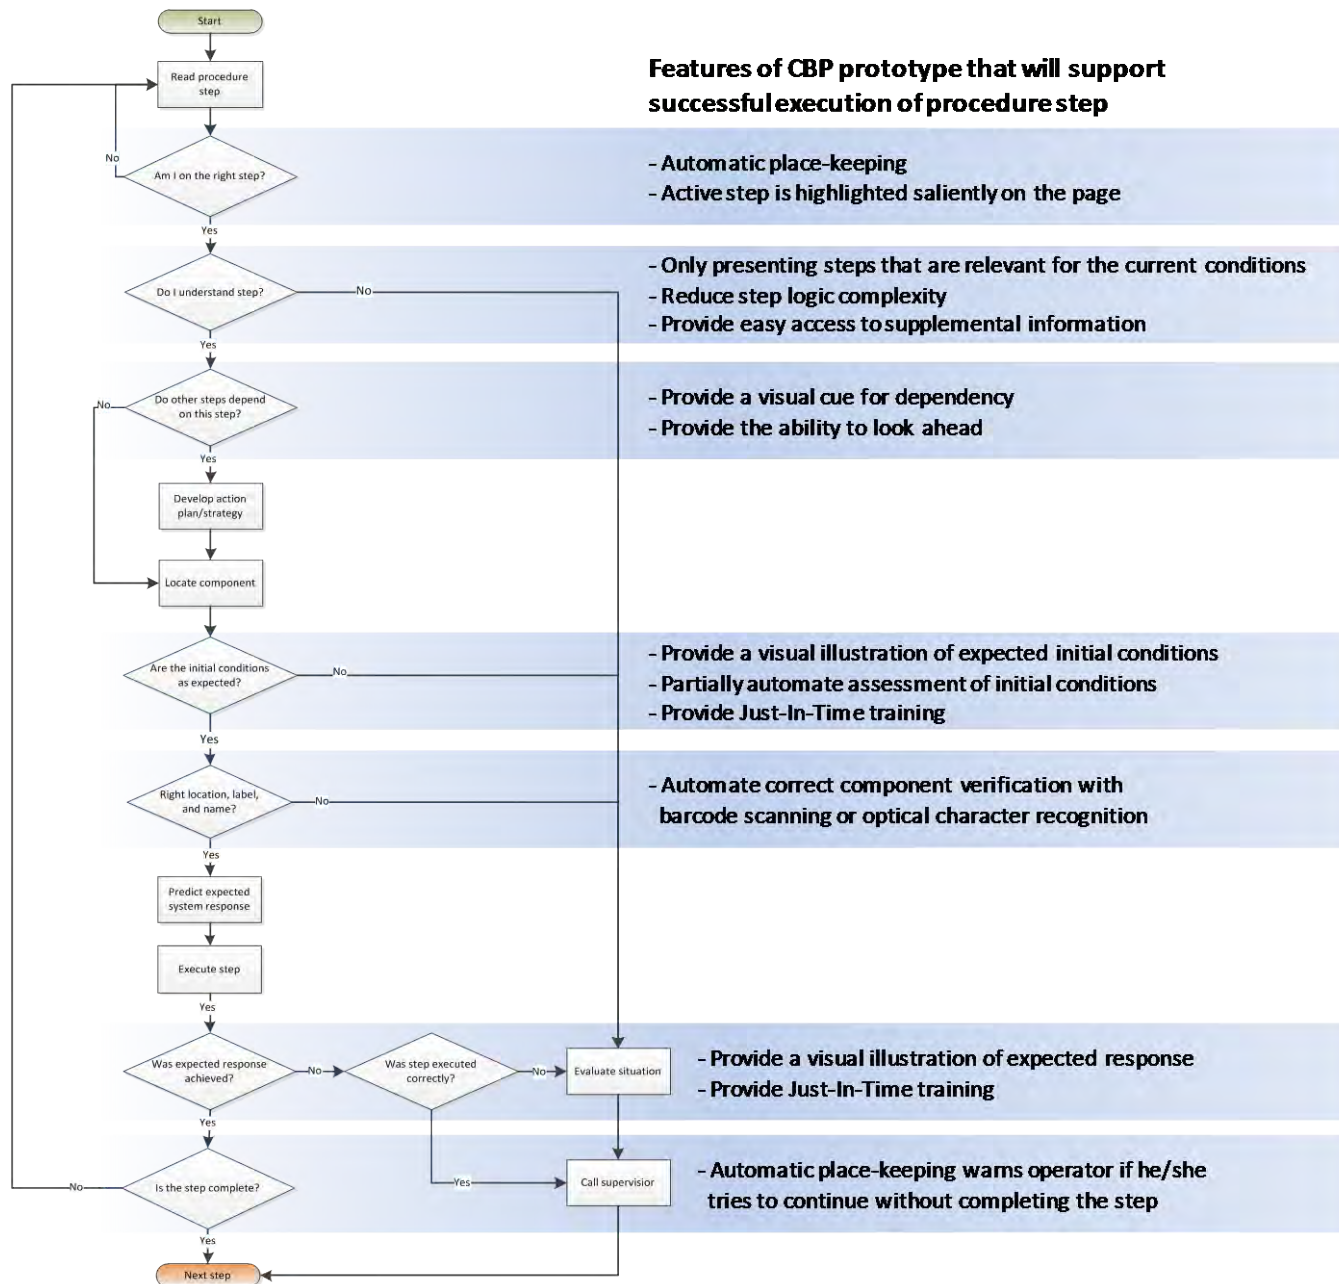 Start
Features of CBP prototype that will support
successful execution of procedure step
Read procedure
step
No
Am I on the right step?
- Automatic place-keeping
- Active step is highlighted saliently on the page
Yes
Do I understand step?
No
- Only presenting steps that are relevant for the current conditions
- Reduce step logic complexity
- Provide easy access to supplemental information
Yes
No
Do other steps depend
on this step?
- Provide a visual cue for dependency
- Provide the ability to look ahead
Yes
Develop action
plan/strategy
Locate component
Are the initial conditions
as expected?
No
- Provide a visual illustration of expected initial conditions
- Partially automate assessment of initial conditions
- Provide Just-In-Time training
Yes
Right location, label,
and name?
No
- Automate correct component verification with
barcode scanning or optical character recognition
Yes
Predict expected
system response
Execute step
Yes
Was expected response
achieved?
No
Was step executed
correctly?
No
Evaluate situation
- Provide a visual illustration of expected response
- Provide Just-In-Time training
Yes
No
Is the step complete?
Yes
Call supervisior
- Automatic place-keeping warns operator if he/she
tries to continue without completing the step
Yes
Next step